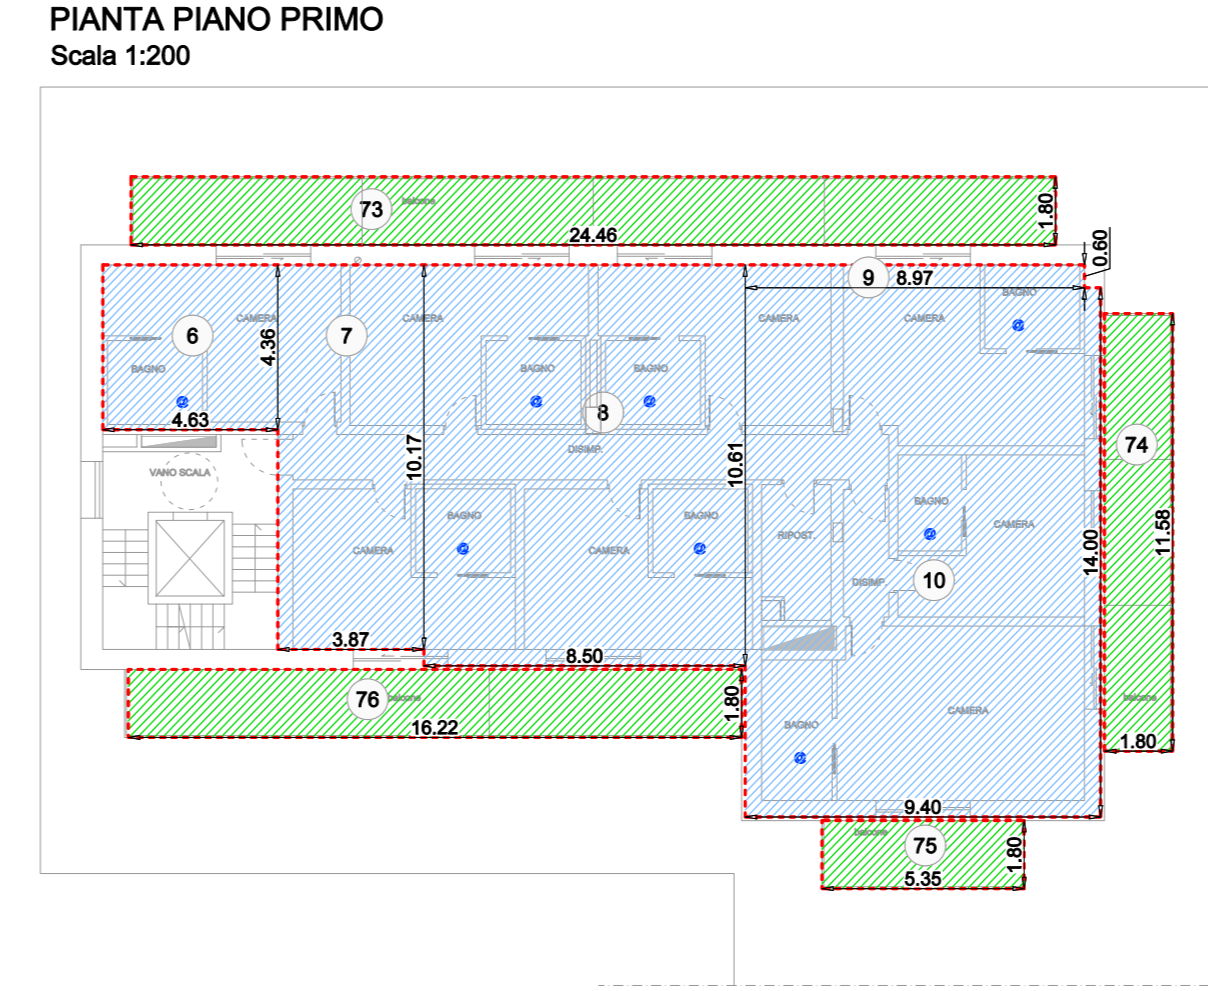 PIANTA PIANO PRIMO
Scala 1:200
73
balcone
24.46
1.80
0.60
9 8.97
BAGNO
6
CAMERA
4.36
7
CAMERA
CAMERA
CAMERA
BAGNO
BAGNO
BAGNO
4.63
8
74
VANO SCALA
10.17
DISIMP.
10.61
BAGNO
BAGNO
BAGNO
CAMERA
11.58
CAMERA
CAMERA
RIPOST.
14.00
DISIMP.
10
3.87
8.50
76
balcone
1.80
16.22
BAGNO
CAMERA
balcone
1.80
9.40
balcone
75
1.80
5.35